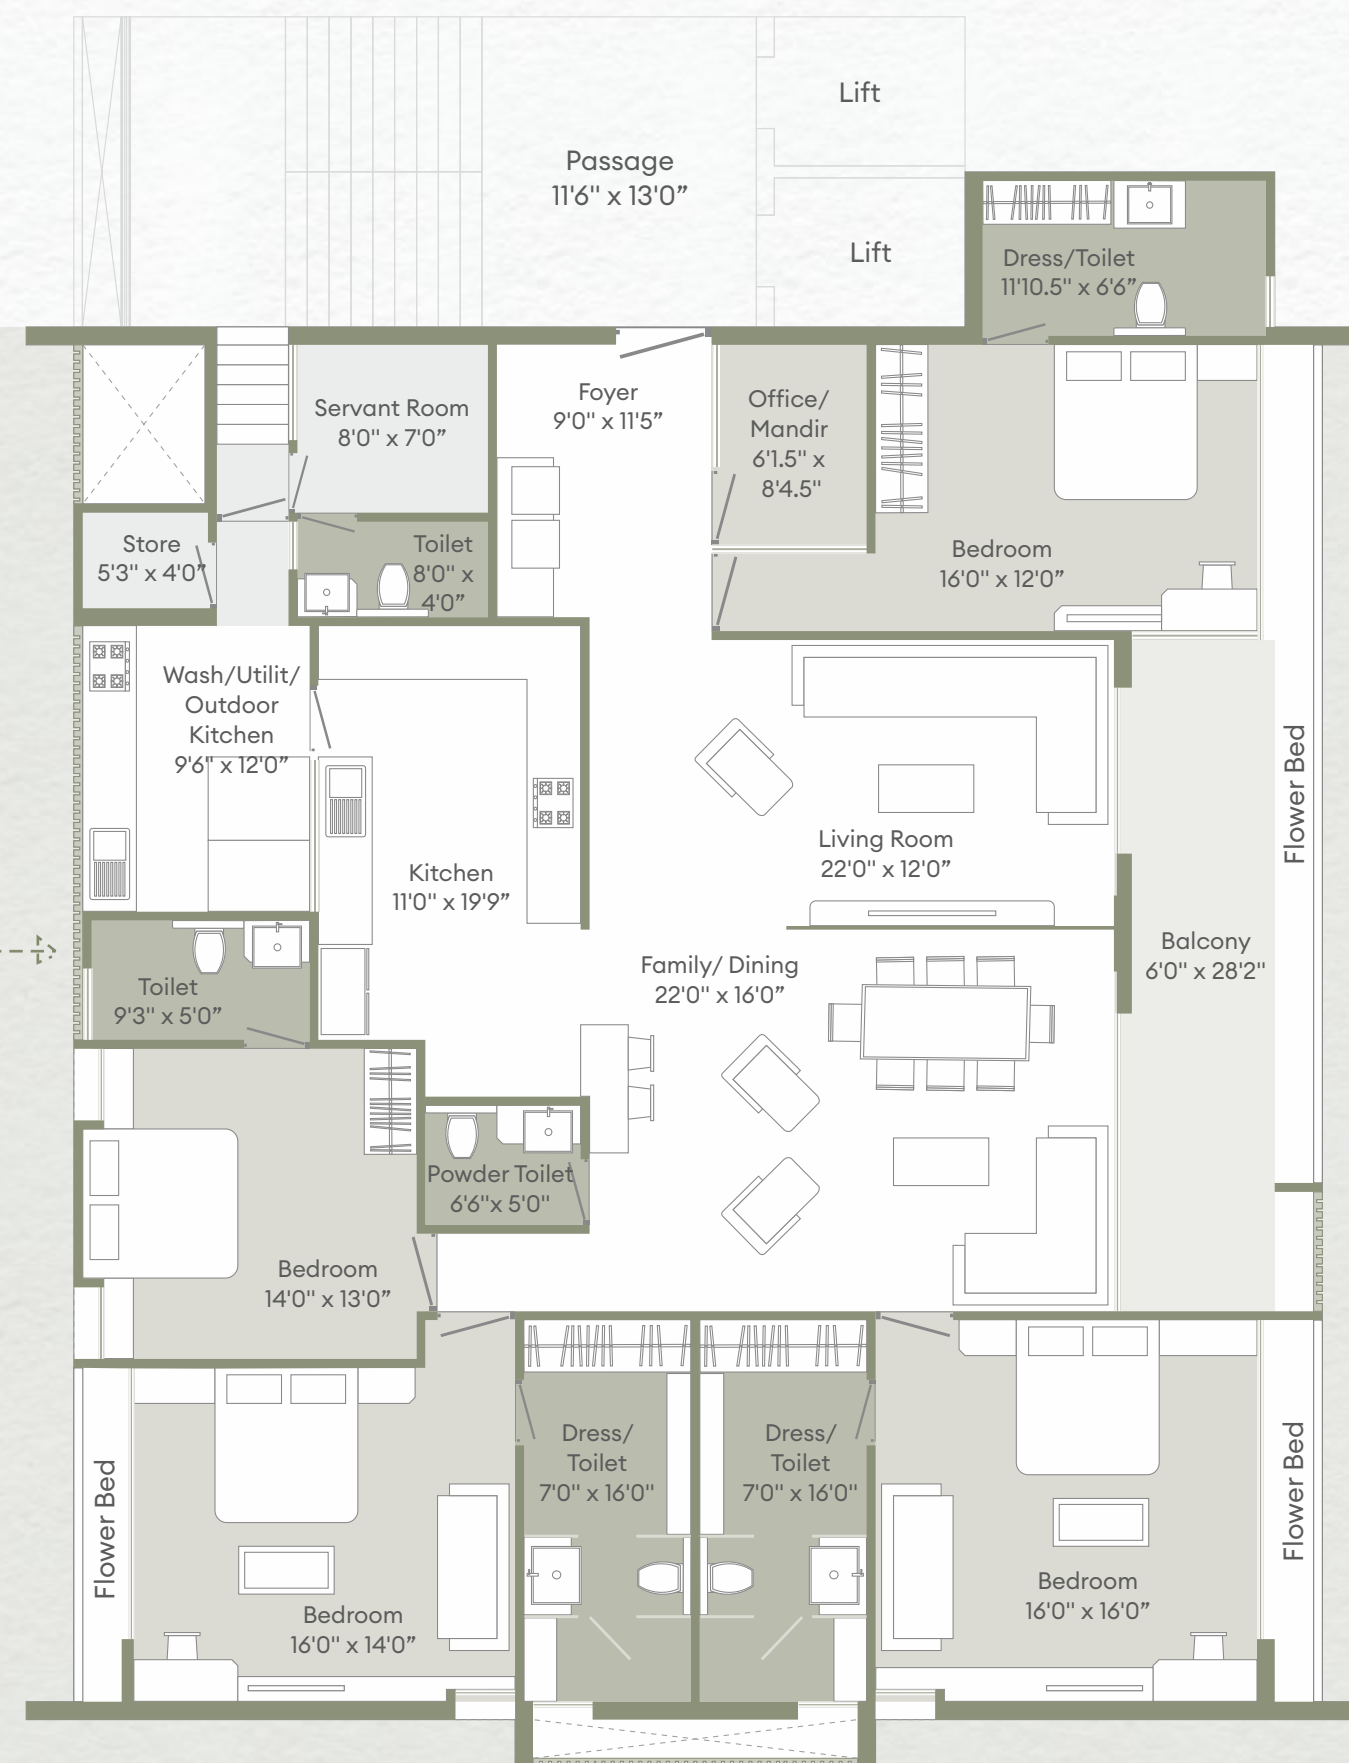 Lift
Passage
11'6" x 13'0”
Lift
Dress/Toilet
11'10.5" x 6'6”
Foyer
9'0" x 11'5”
Office/
Mandir
6'1.5" x
8'4.5"
Servant Room
8'0" x 7'0”
Store
5'3" x 4'0”
Toilet
8'0" x
4'0”
Bedroom
16'0" x 12'0”
Wash/Utilit/
Outdoor
Kitchen
9'6" x 12'0”
Flower Bed
Living Room
22'0" x 12'0”
Kitchen
11'0" x 19'9”
Balcony
6'0" x 28'2"
Family/ Dining
22'0" x 16'0”
Toilet
9'3" x 5'0”
Powder Toilet
6'6"x 5'0"
Bedroom
14'0" x 13'0”
Dress/
Toilet
7'0" x 16'0”
Dress/
Toilet
7'0" x 16'0”
Flower Bed
Flower Bed
Bedroom
16'0" x 14'0”
Bedroom
16'0" x 16'0”